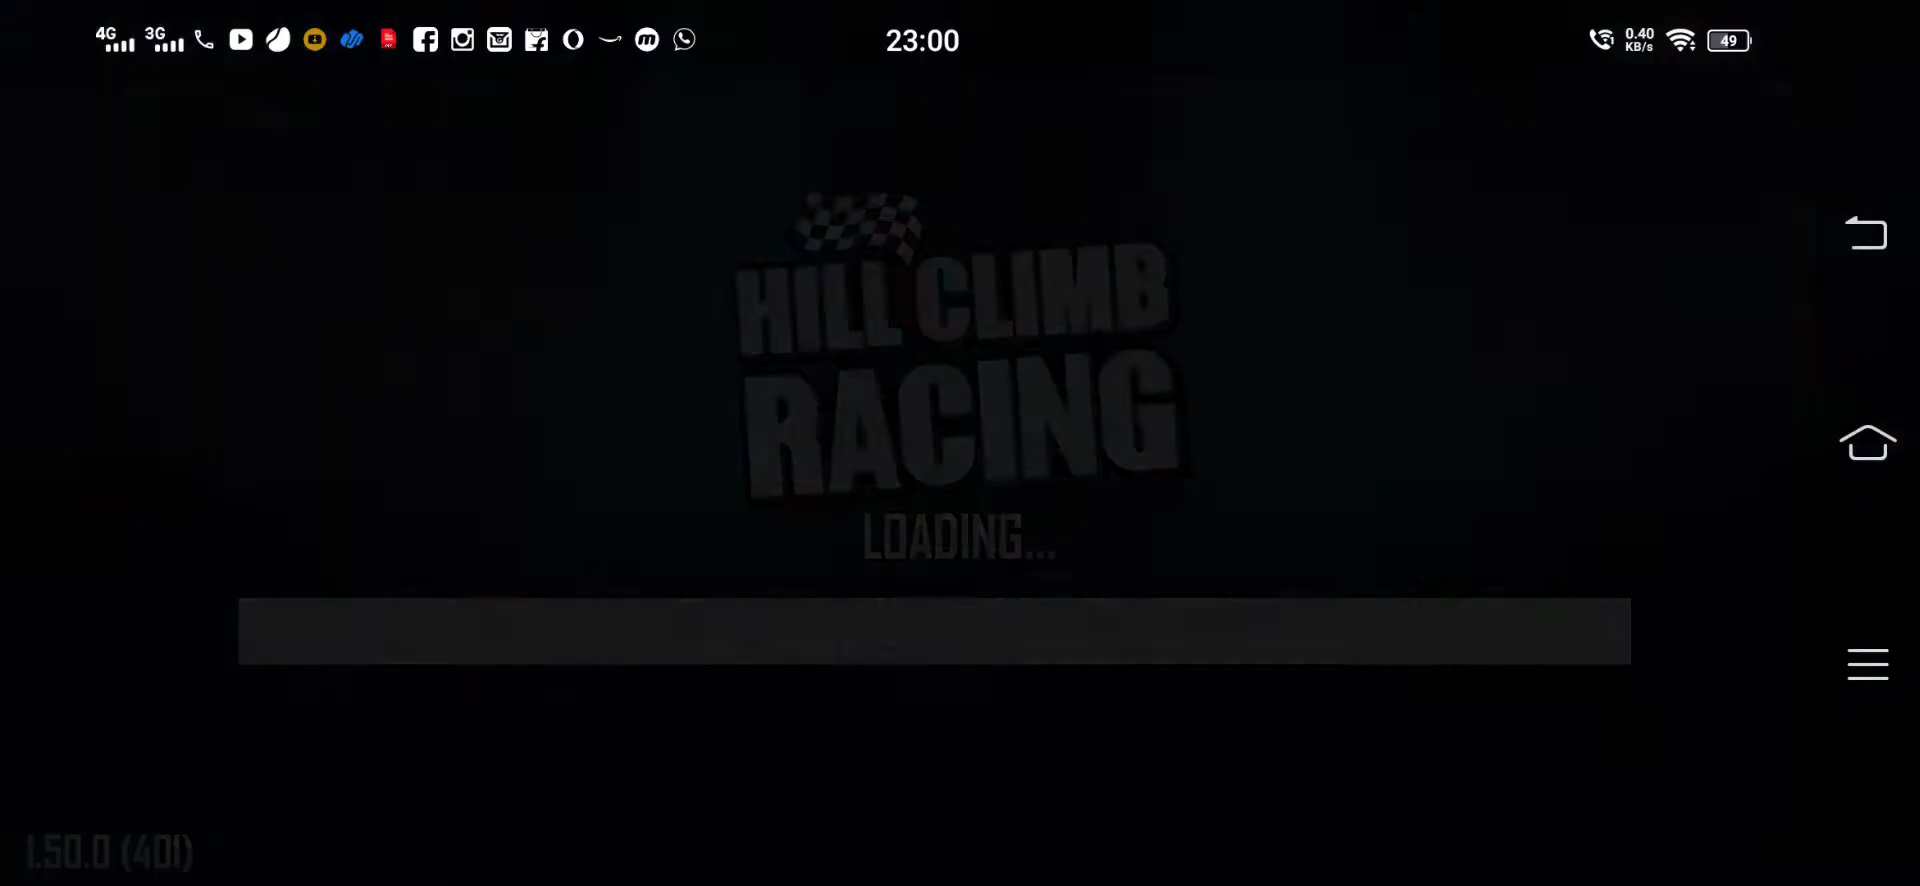 4G 3G 23:00 0.40 KB/s 49
HILL CLIMB
RACING
LOADING...
1.50.0 (401)